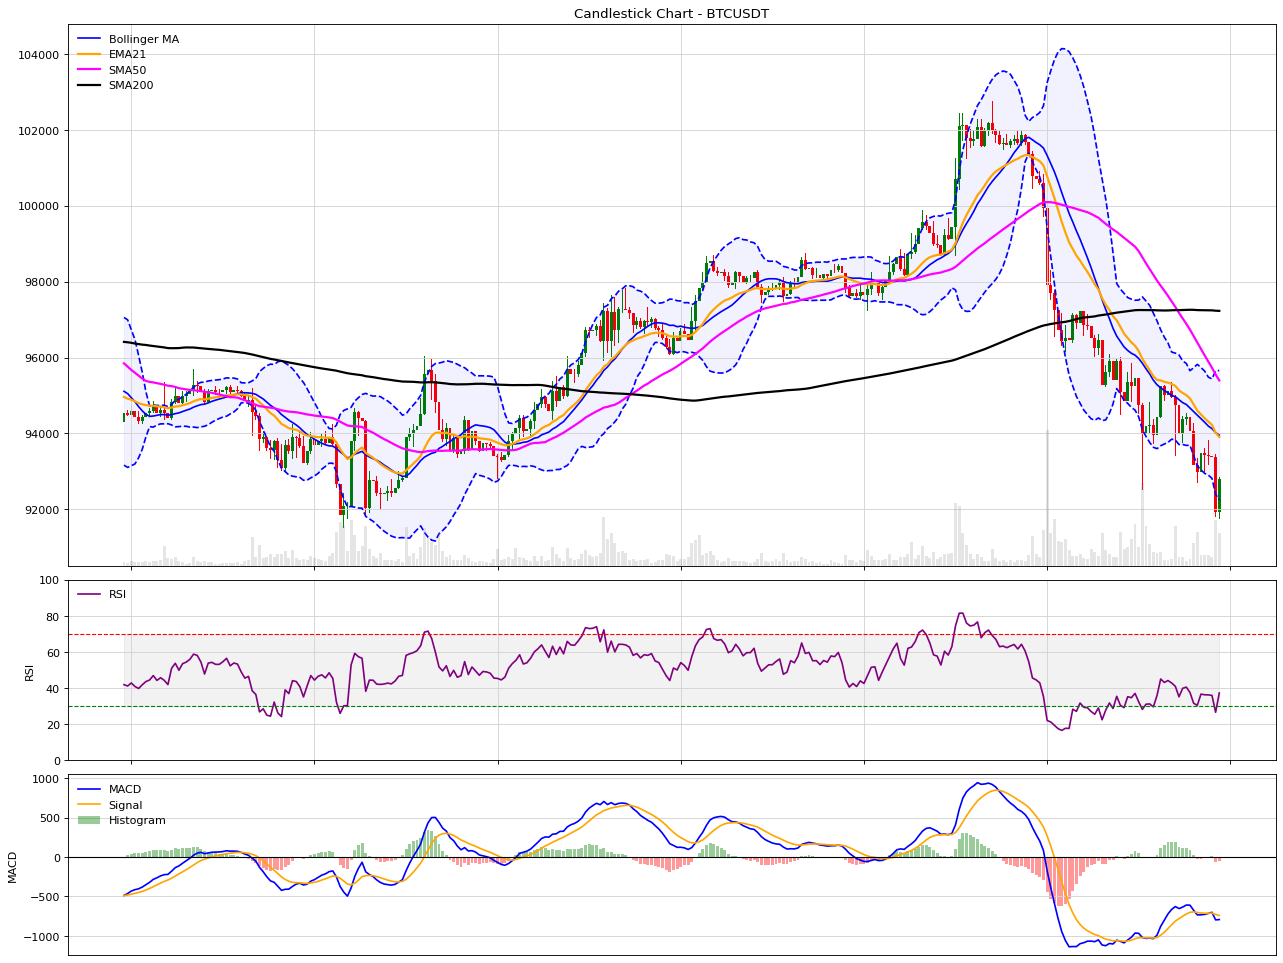 Candlestick Chart - BTCUSDT
Bollinger MA
EMA21
SMA50
SMA200
104000
102000
100000
98000
96000
94000
92000
RSI
100
80
60
40
20
0
RSI
MACD
Signal
Histogram
1000
500
0
−500
−1000
MACD